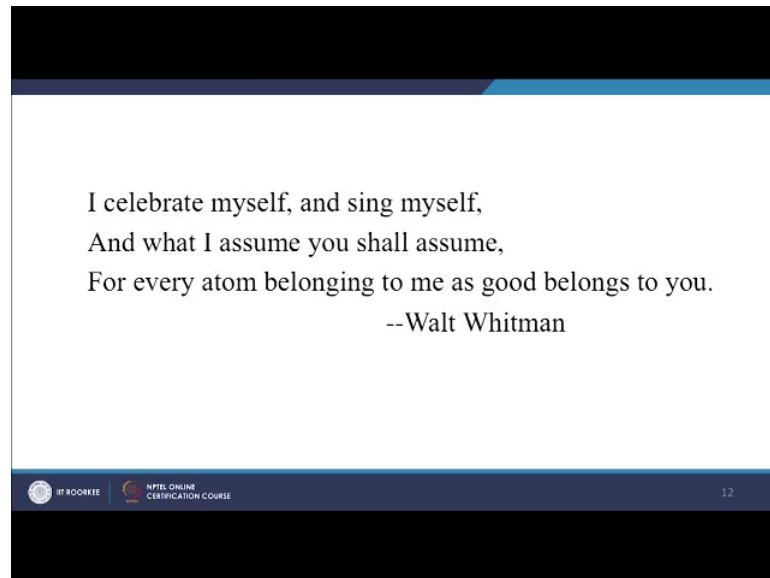 I celebrate myself, and sing myself,
And what I assume you shall assume,
For every atom belonging to me as good belongs to you.
--Walt Whitman
IIT ROORKEE
NPTEL ONLINE
CERTIFICATION COURSE
12